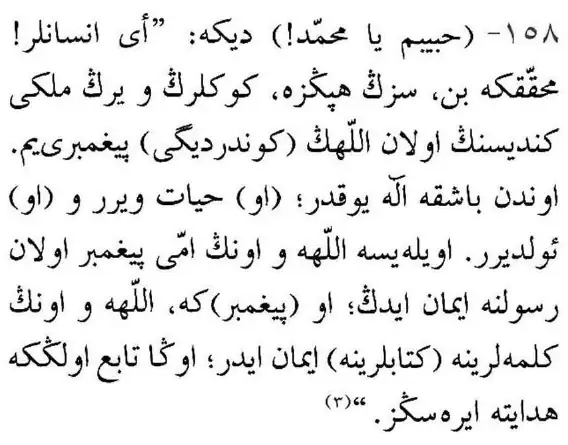 ١٥٨- (حبیبم یا محمّد!) دیکه: ”أی انسانلر!
محقّقکه بن، سزڭ هپڭزه، کوکلرڭ و یرڭ ملکی
کندیسنڭ اولان اللّٰهڭ (کوندردیگی) پیغمبری‌یم.
اوندن باشقه الٓه یوقدر؛ (او) حیات ویرر و (او)
ئولدیرر. اویله‌یسه اللّٰهه و اونڭ امّی پیغمبر اولان
رسولنه ایمان ایدڭ؛ او (پیغمبر)که، اللّٰهه و اونڭ
کلمه‌لرینه (کتابلرینه) ایمان ایدر؛ اوڭا تابع اولڭکه
هدایته ایره‌سڭز.“(٣)